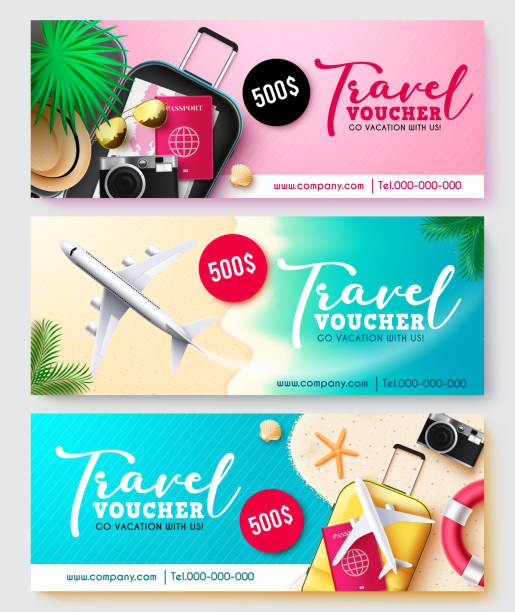 PASSPORT
500$
Travel
VOUCHER
GO VACATION WITH US!
www.company.com | Tel.000-000-000
500$
Travel
VOUCHER
GO VACATION WITH US!
www.company.com | Tel.000-000-000
Travel
VOUCHER
GO VACATION WITH US!
500$
PASSPORT
www.company.com | Tel.000-000-000